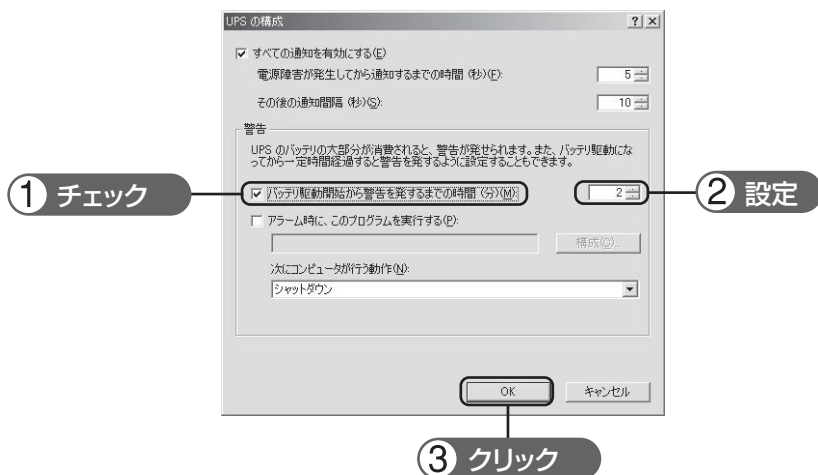 UPS の構成
すべての通知を有効にする(E)
電源障害が発生してから通知するまでの時間 (秒)(F): 5
その後の通知間隔 (秒)(S): 10
警告
UPS のバッテリの大部分が消費されると、警告が発せられます。また、バッテリ駆動にな
ってから一定時間経過すると警告を発するように設定することもできます。
① チェック
バッテリ駆動開始から警告を発するまでの時間 (分)(M): 2
② 設定
アラーム時に、このプログラムを実行する(P):
構成(C)...
次にコンピュータが行う動作(N):
シャットダウン
OK
キャンセル
③ クリック